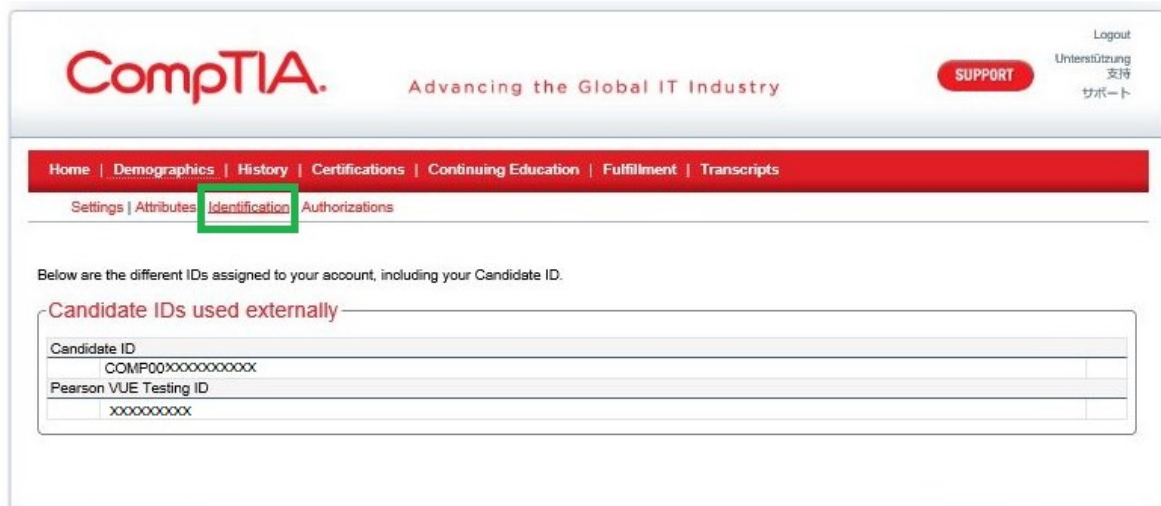 Logout
CompTIA.
Advancing the Global IT Industry
SUPPORT
Unterstützung
支持
サポート
Home | Demographics | History | Certifications | Continuing Education | Fulfillment | Transcripts
Settings | Attributes Identification Authorizations
Below are the different IDs assigned to your account, including your Candidate ID.
Candidate IDs used externally
Candidate ID
COMP00XXXXXXXXXX
Pearson VUE Testing ID
XXXXXXXXX